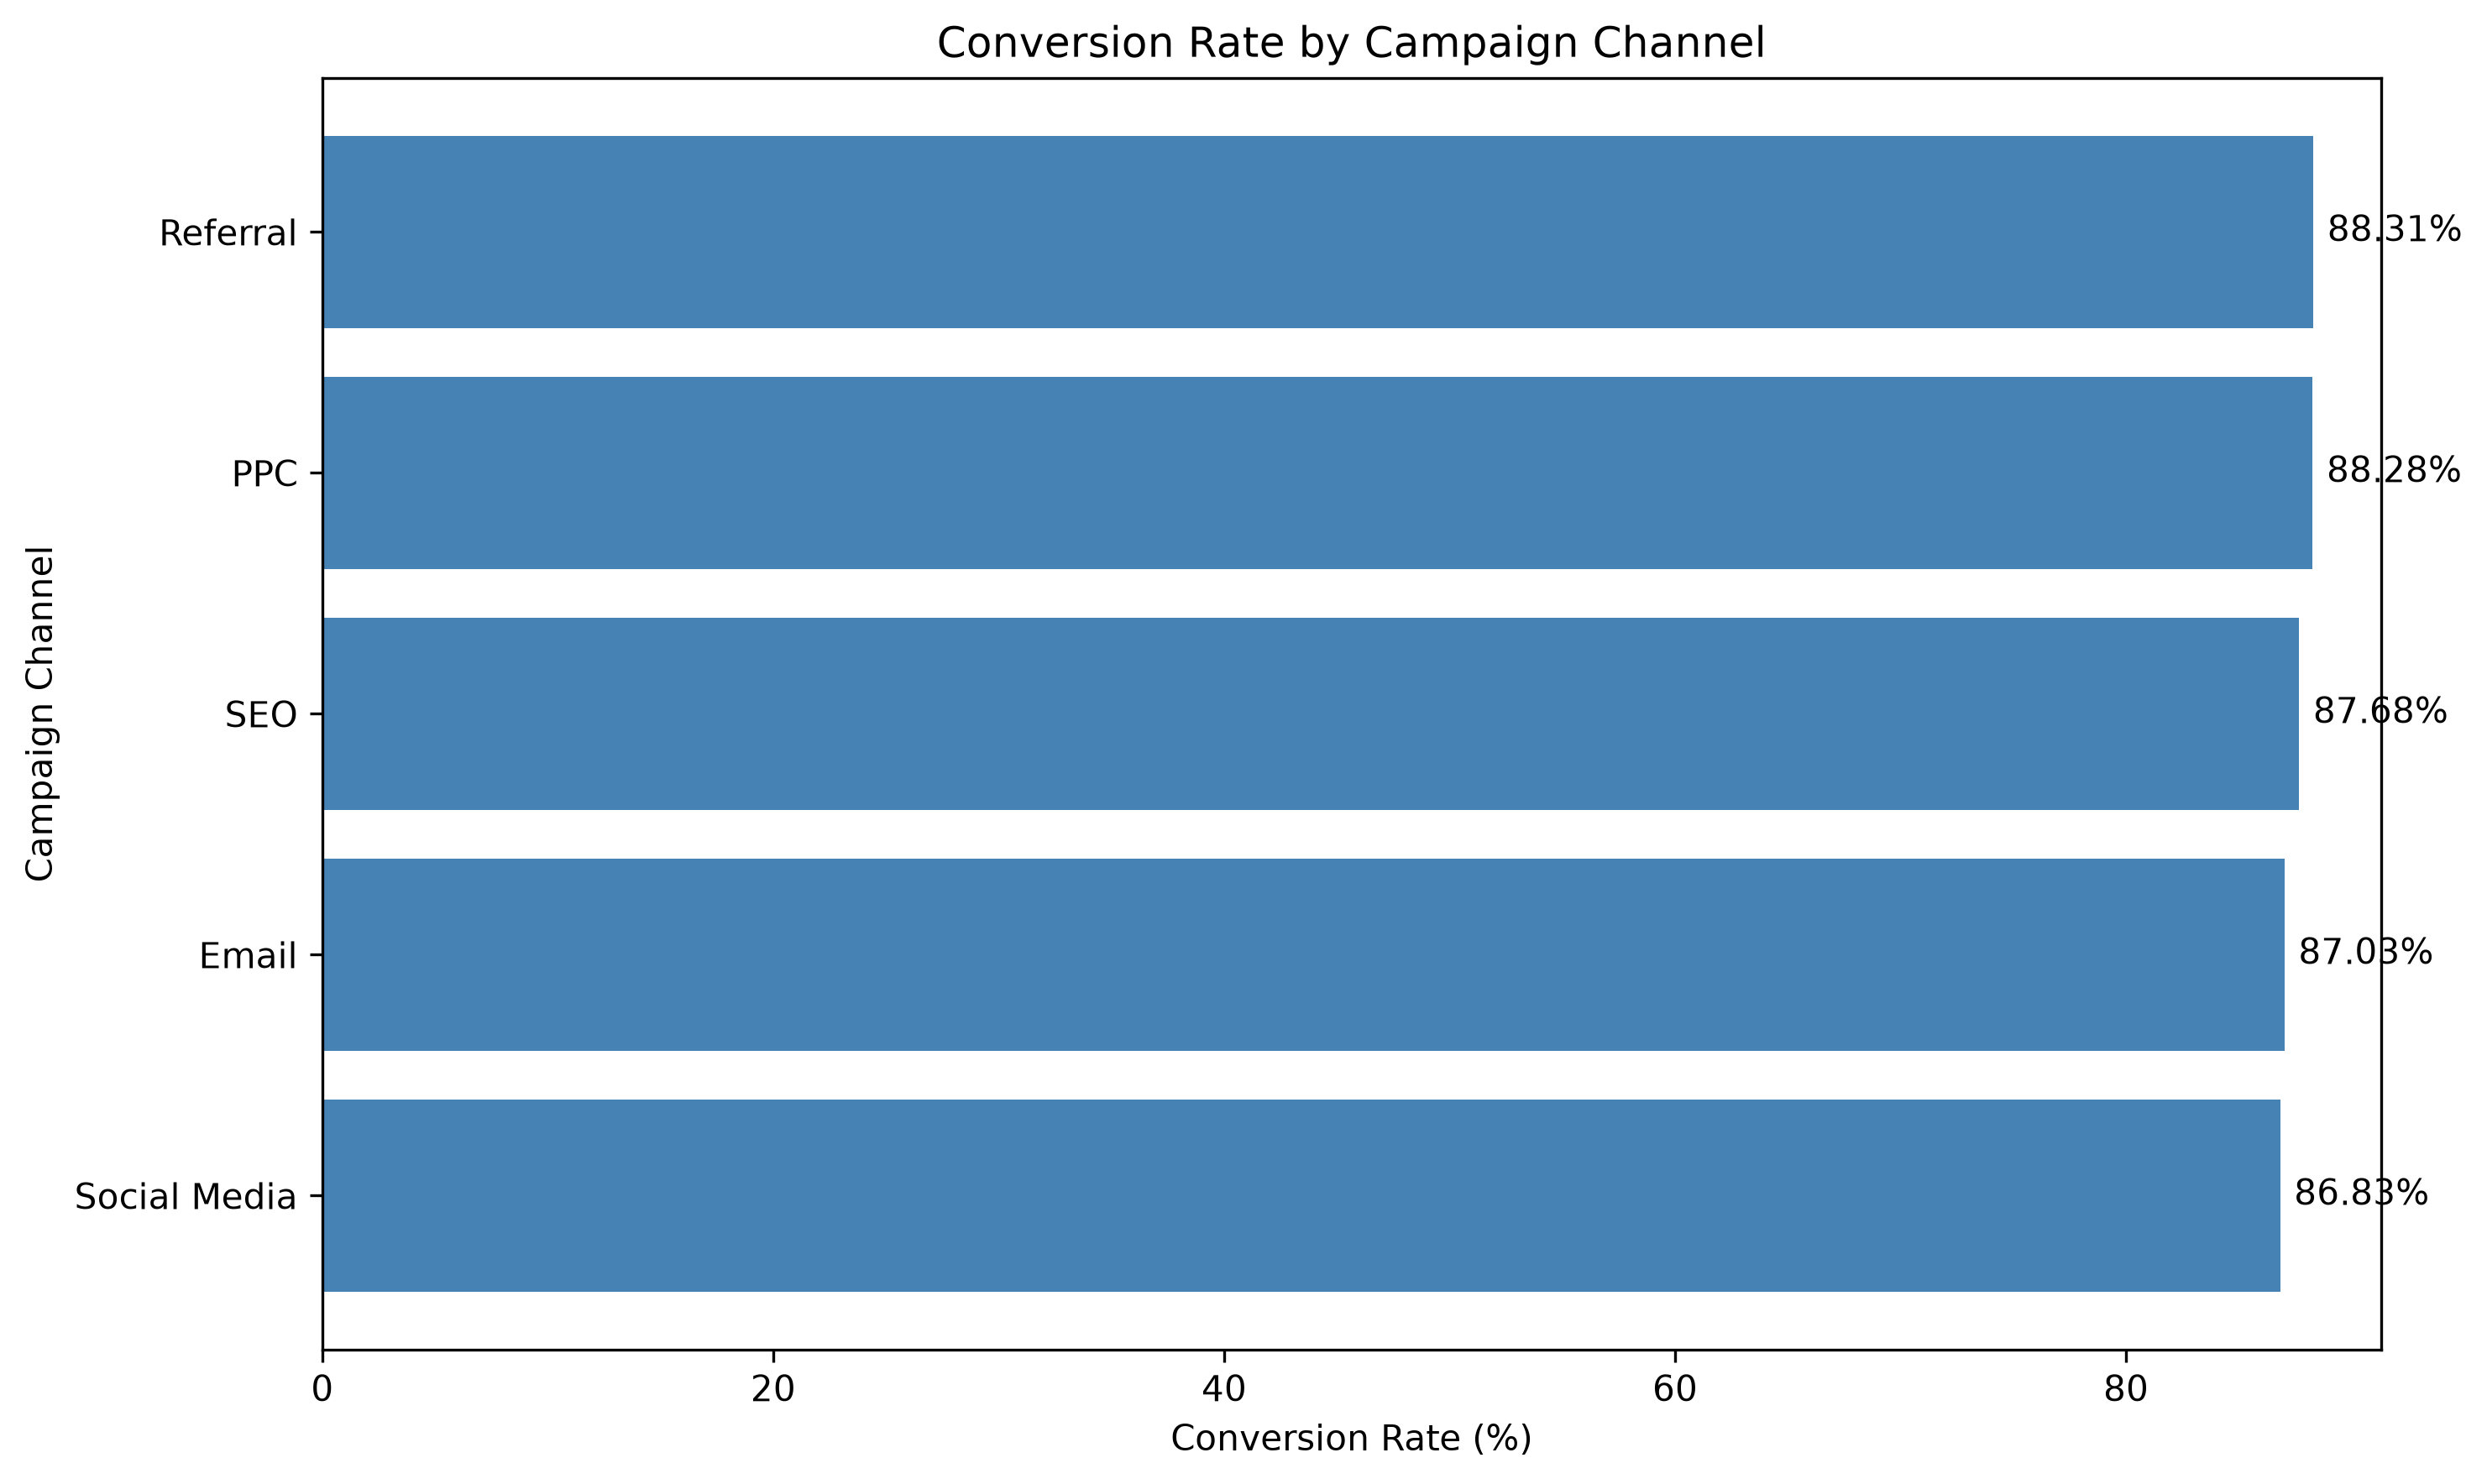 Conversion Rate by Campaign Channel
Referral
88.31%
PPC
88.28%
SEO
87.68%
Email
87.03%
Social Media
86.83%
Campaign Channel
0 20 40 60 80
Conversion Rate (%)